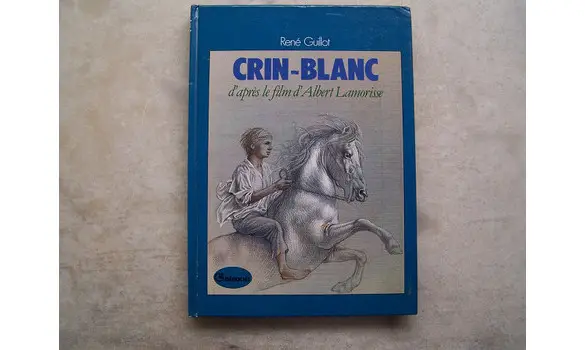 René Guillot
CRIN-BLANC
d'après le film d'Albert Lamorisse